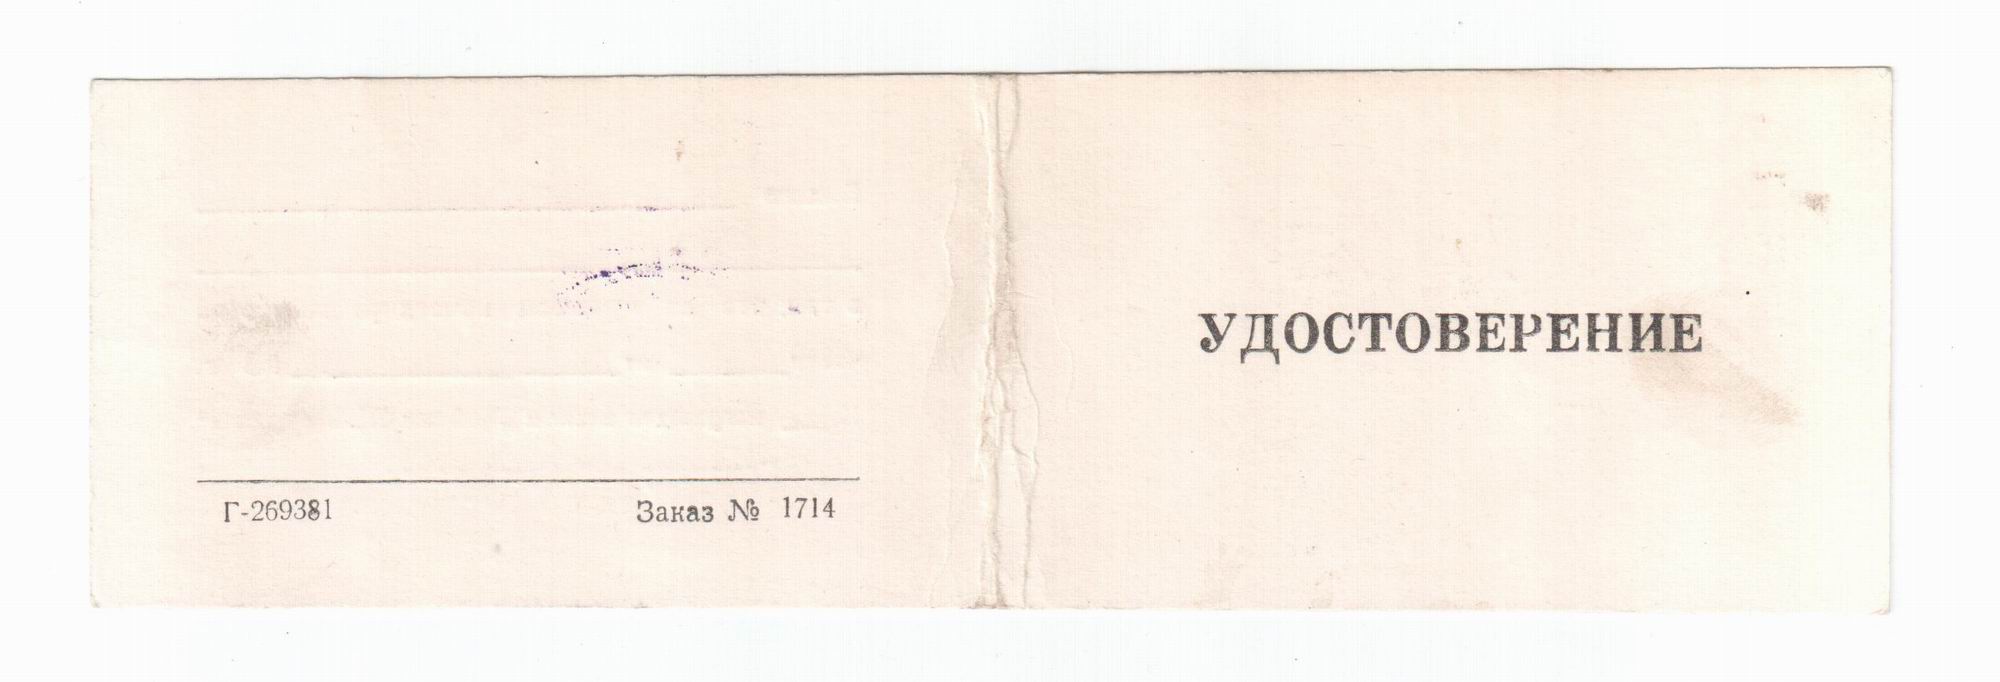 Г-269381
Заказ № 1714
УДОСТОВЕРЕНИЕ